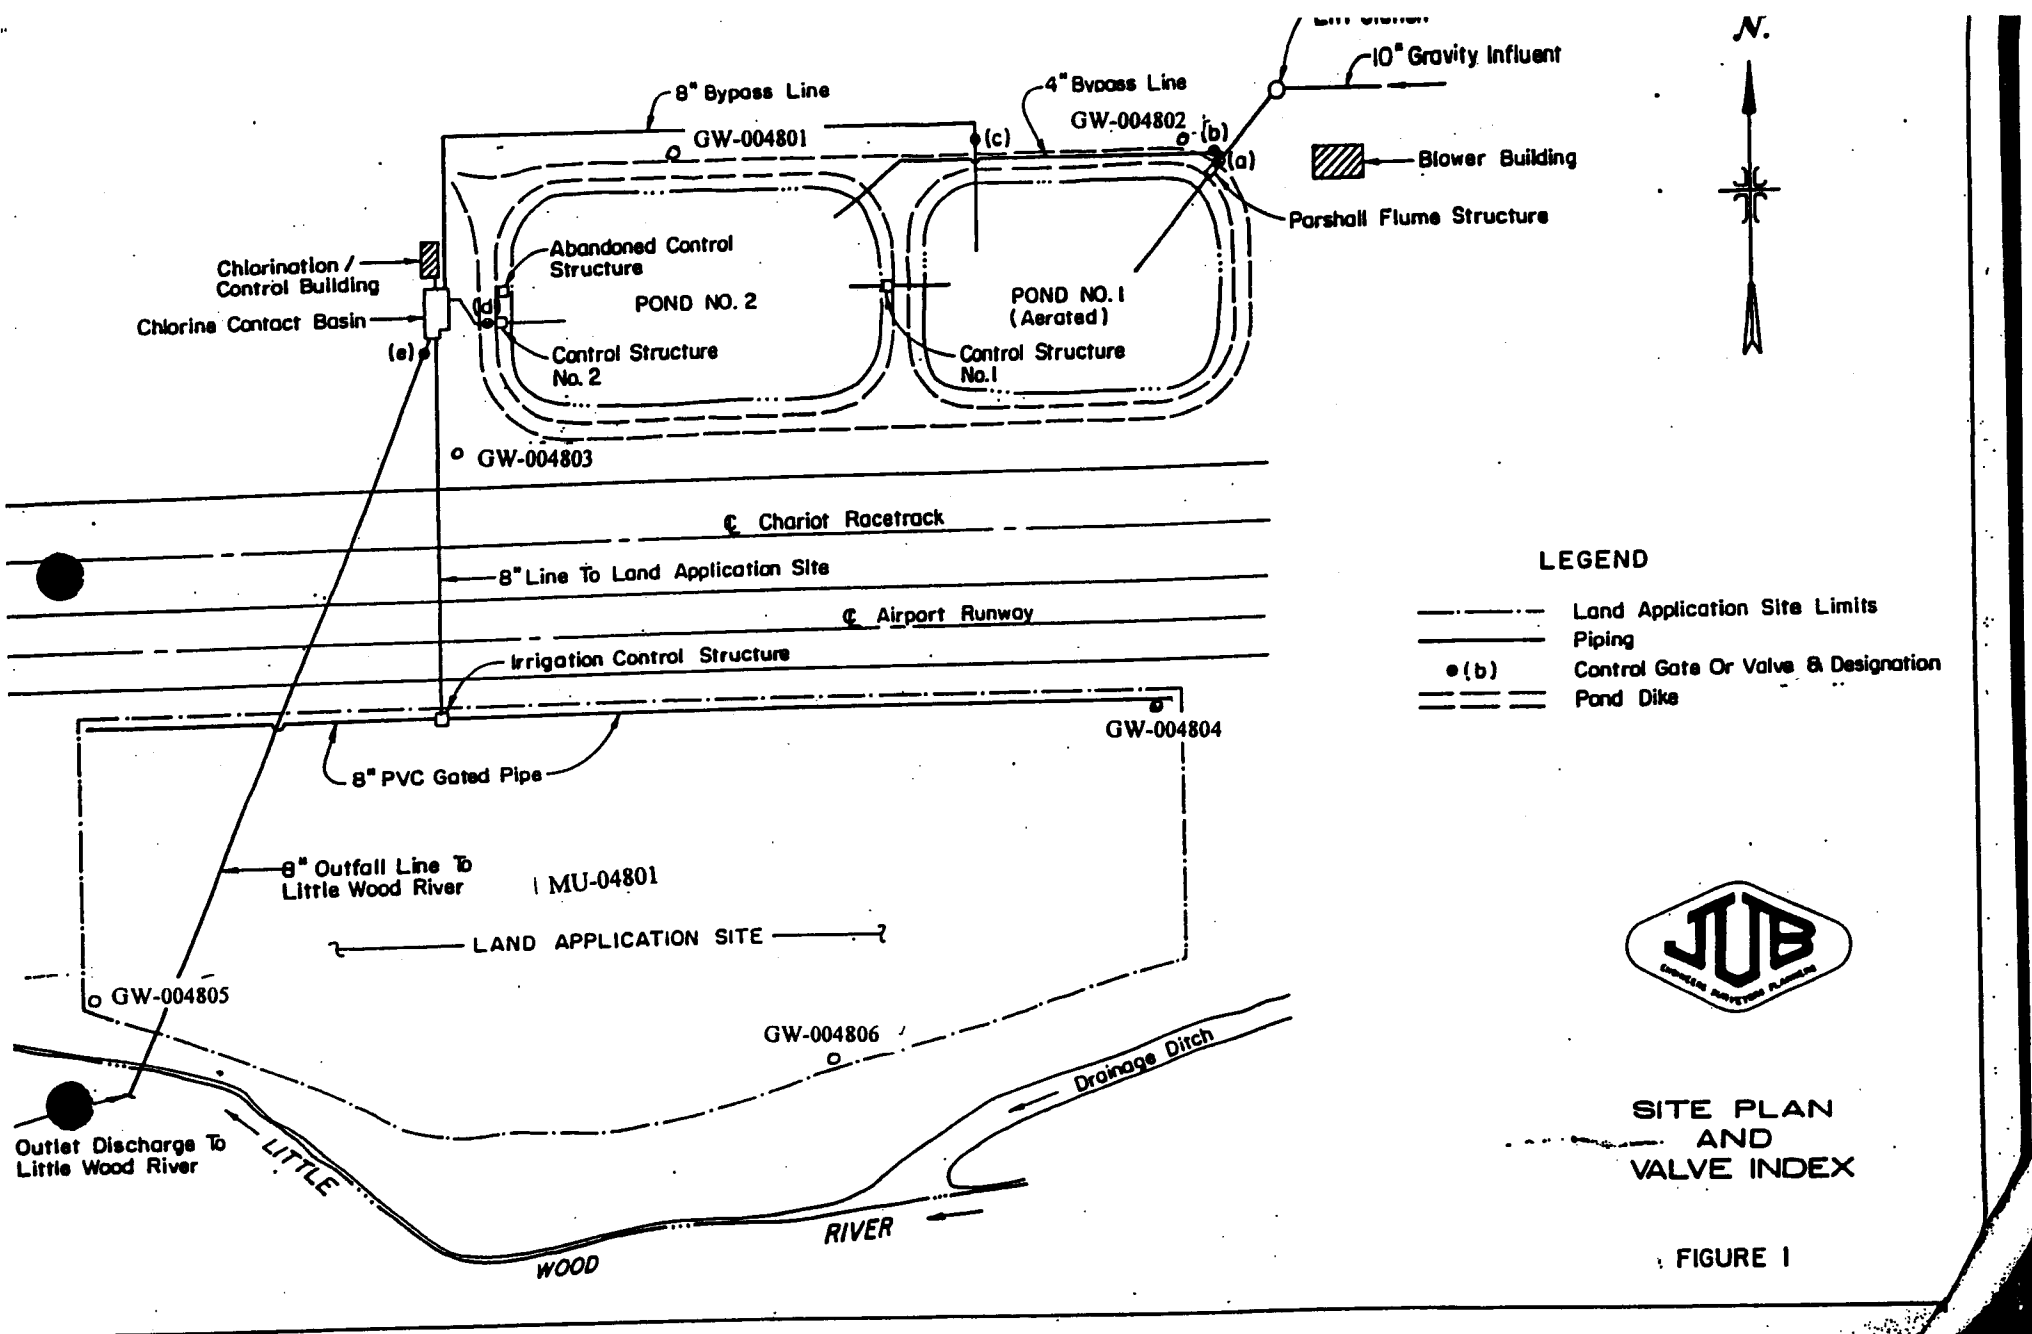 N.
10" Gravity Influent
8" Bypass Line
4" Bypass Line
GW-004801
GW-004802
(c)
(b)
(a)
Blower Building
Parshall Flume Structure
Abandoned Control
Structure
Chlorination /
Control Building
POND NO. 2
POND NO. 1
(Aerated)
(d)
Chlorine Contact Basin
(e)
Control Structure
No. 2
Control Structure
No. 1
GW-004803
℄ Chariot Racetrack
8" Line To Land Application Site
℄ Airport Runway
Irrigation Control Structure
LEGEND
Land Application Site Limits
Piping
(b) Control Gate Or Valve & Designation
Pond Dike
GW-004804
8" PVC Gated Pipe
8" Outfall Line To
Little Wood River
MU-04801
LAND APPLICATION SITE
JUB
ENGINEERS SURVEYORS PLANNERS
GW-004805
GW-004806
Drainage Ditch
Outlet Discharge To
Little Wood River
LITTLE
WOOD
RIVER
SITE PLAN
AND
VALVE INDEX
FIGURE 1